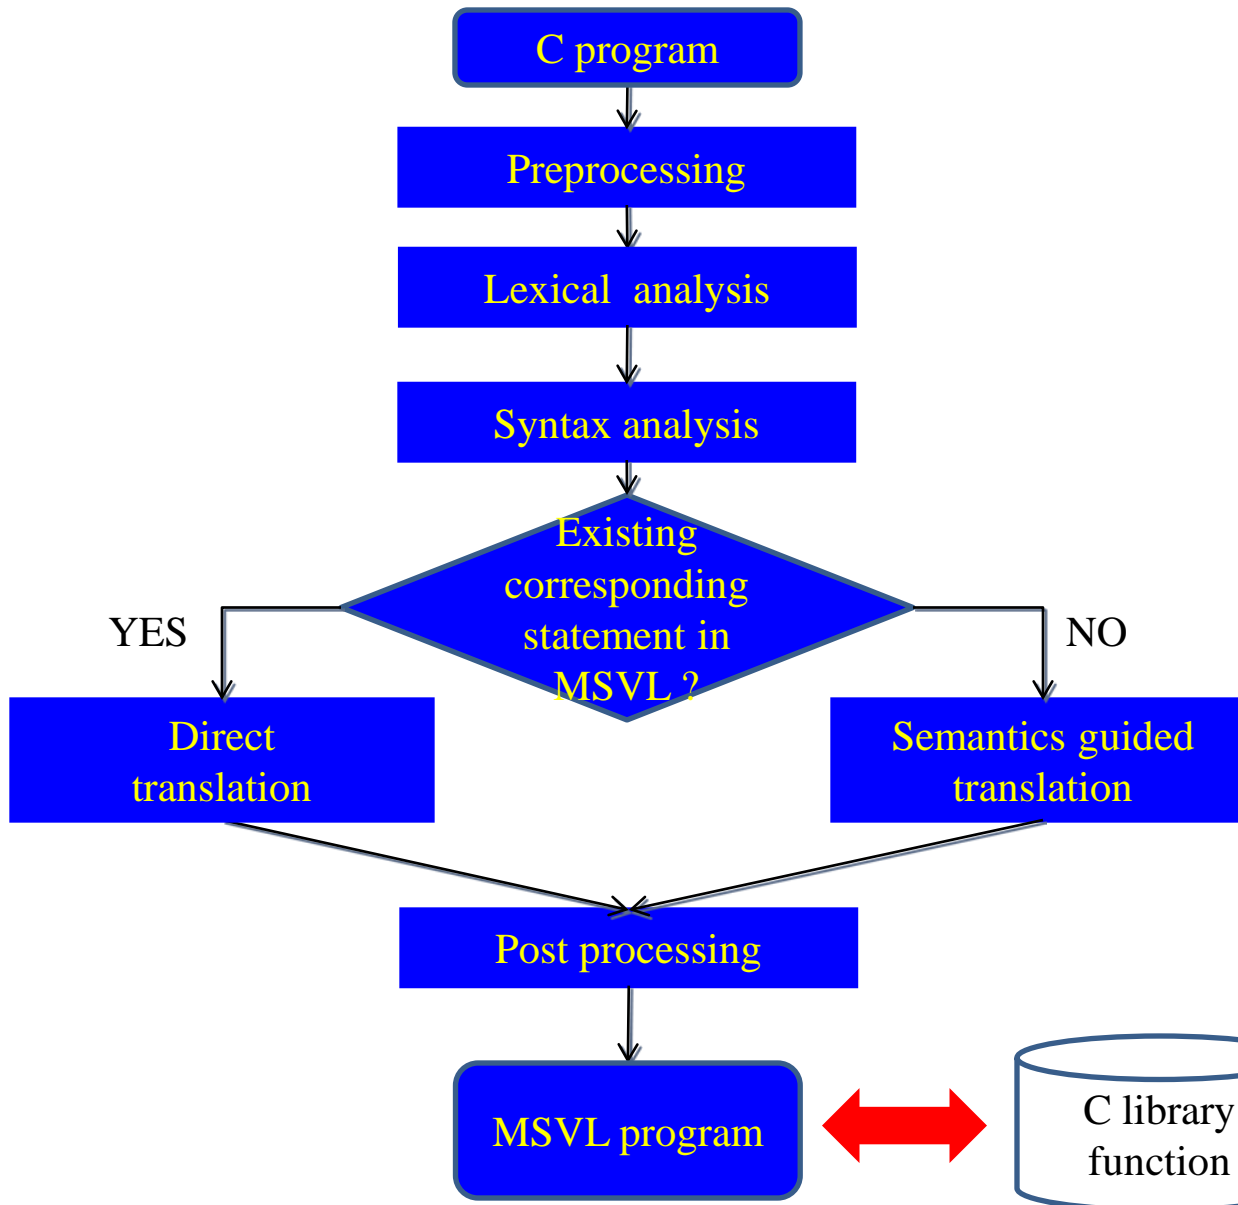 C program
Preprocessing
Lexical analysis
Syntax analysis
Existing
corresponding
statement in
MSVL ?
YES
NO
Direct
translation
Semantics guided
translation
Post processing
MSVL program
C library
function